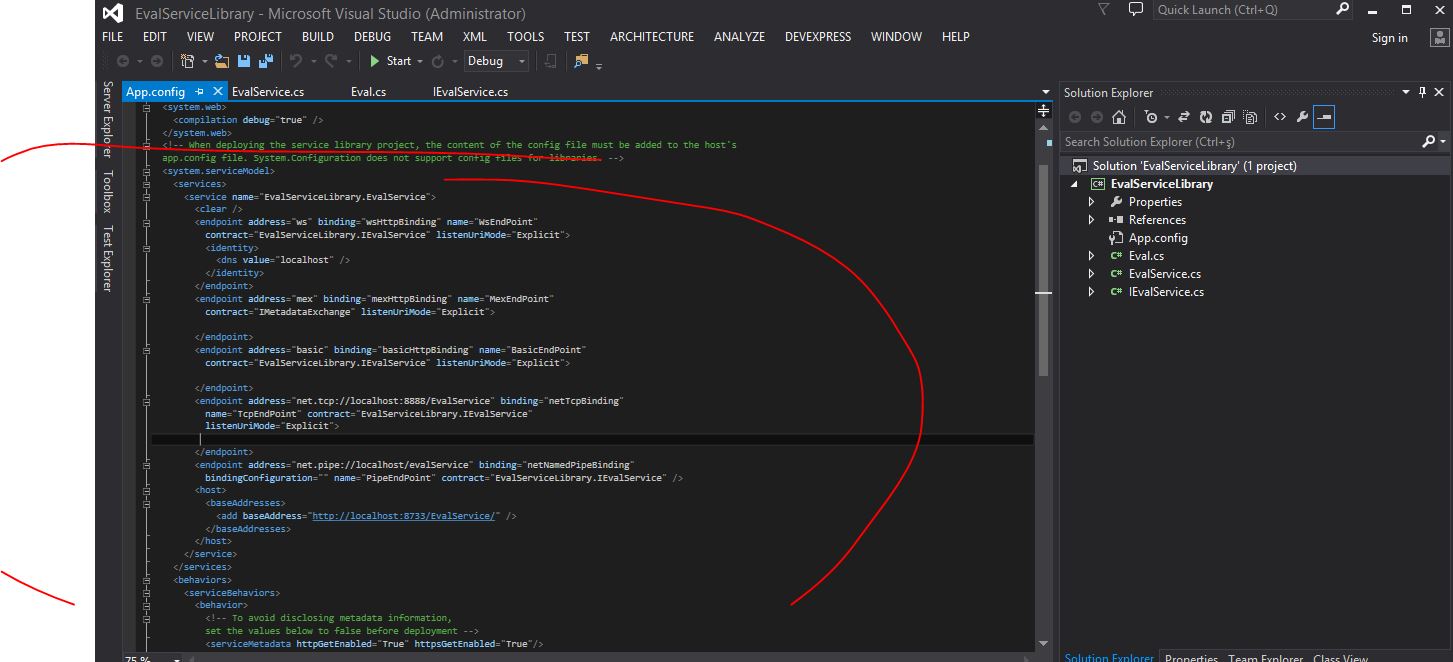 EvalServiceLibrary - Microsoft Visual Studio (Administrator)
Quick Launch (Ctrl+Q)
FILE EDIT VIEW PROJECT BUILD DEBUG TEAM XML TOOLS TEST ARCHITECTURE ANALYZE DEVEXPRESS WINDOW HELP
Sign in
Start Debug
Server Explorer
Toolbox
Test Explorer
App.config EvalService.cs Eval.cs IEvalService.cs
<system.web>
<compilation debug="true" />
</system.web>
<!-- When deploying the service library project, the content of the config file must be added to the host's
app.config file. System.Configuration does not support config files for libraries. -->
<system.serviceModel>
<services>
<service name="EvalServiceLibrary.EvalService">
<clear />
<endpoint address="ws" binding="wsHttpBinding" name="WsEndPoint"
contract="EvalServiceLibrary.IEvalService" listenUriMode="Explicit">
<identity>
<dns value="localhost" />
</identity>
</endpoint>
<endpoint address="mex" binding="mexHttpBinding" name="MexEndPoint"
contract="IMetadataExchange" listenUriMode="Explicit">
</endpoint>
<endpoint address="basic" binding="basicHttpBinding" name="BasicEndPoint"
contract="EvalServiceLibrary.IEvalService" listenUriMode="Explicit">
</endpoint>
<endpoint address="net.tcp://localhost:8888/EvalService" binding="netTcpBinding"
name="TcpEndPoint" contract="EvalServiceLibrary.IEvalService"
listenUriMode="Explicit">
</endpoint>
<endpoint address="net.pipe://localhost/evalService" binding="netNamedPipeBinding"
bindingConfiguration="" name="PipeEndPoint" contract="EvalServiceLibrary.IEvalService" />
<host>
<baseAddresses>
<add baseAddress="http://localhost:8733/EvalService/" />
</baseAddresses>
</host>
</service>
</services>
<behaviors>
<serviceBehaviors>
<behavior>
<!-- To avoid disclosing metadata information,
set the values below to false before deployment -->
<serviceMetadata httpGetEnabled="True" httpsGetEnabled="True"/>
75 %
Solution Explorer
Search Solution Explorer (Ctrl+ş)
Solution 'EvalServiceLibrary' (1 project)
C# EvalServiceLibrary
Properties
References
App.config
C# Eval.cs
C# EvalService.cs
C# IEvalService.cs
Solution Explorer Properties Team Explorer Class View